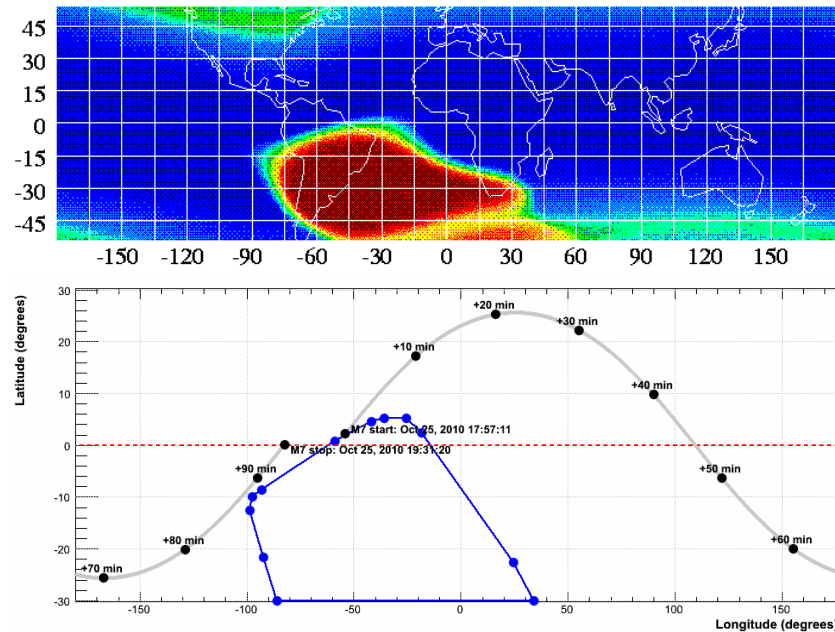 45
30
15
0
-15
-30
-45
-150 -120 -90 -60 -30 0 30 60 90 120 150
Latitude (degrees)
30
20
10
0
-10
-20
-30
+20 min
+30 min
+10 min
+40 min
M7 start: Oct 25, 2010 17:57:11
M7 stop: Oct 25, 2010 19:31:20
+90 min
+50 min
+80 min
+60 min
+70 min
-150 -100 -50 0 50 100 150
Longitude (degrees)